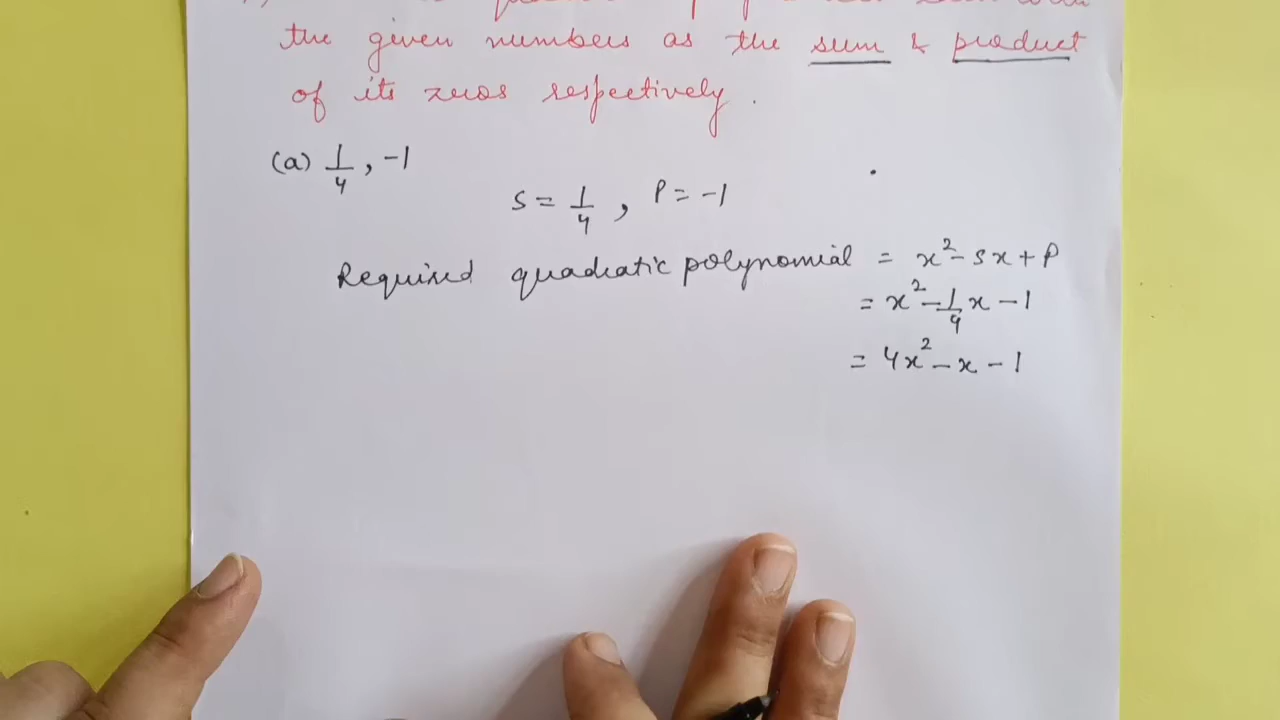 the given numbers as the sum & product
of its zeros respectively.
(a) 1/4, -1
S = 1/4, P = -1
Required quadratic polynomial = x² - Sx + P
= x² - 1/4 x - 1
= 4x² - x - 1